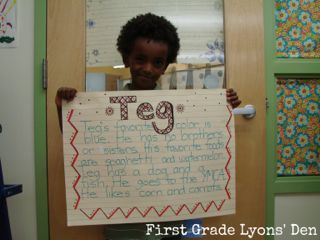 Teg
Teg's favorite color is
blue. He has no brothers
or sisters. His favorite foods
are spaghetti and watermelon.
Teg has a dog and a
fish. He goes to the YMCA.
He likes corn and carrots.
First Grade Lyons' Den